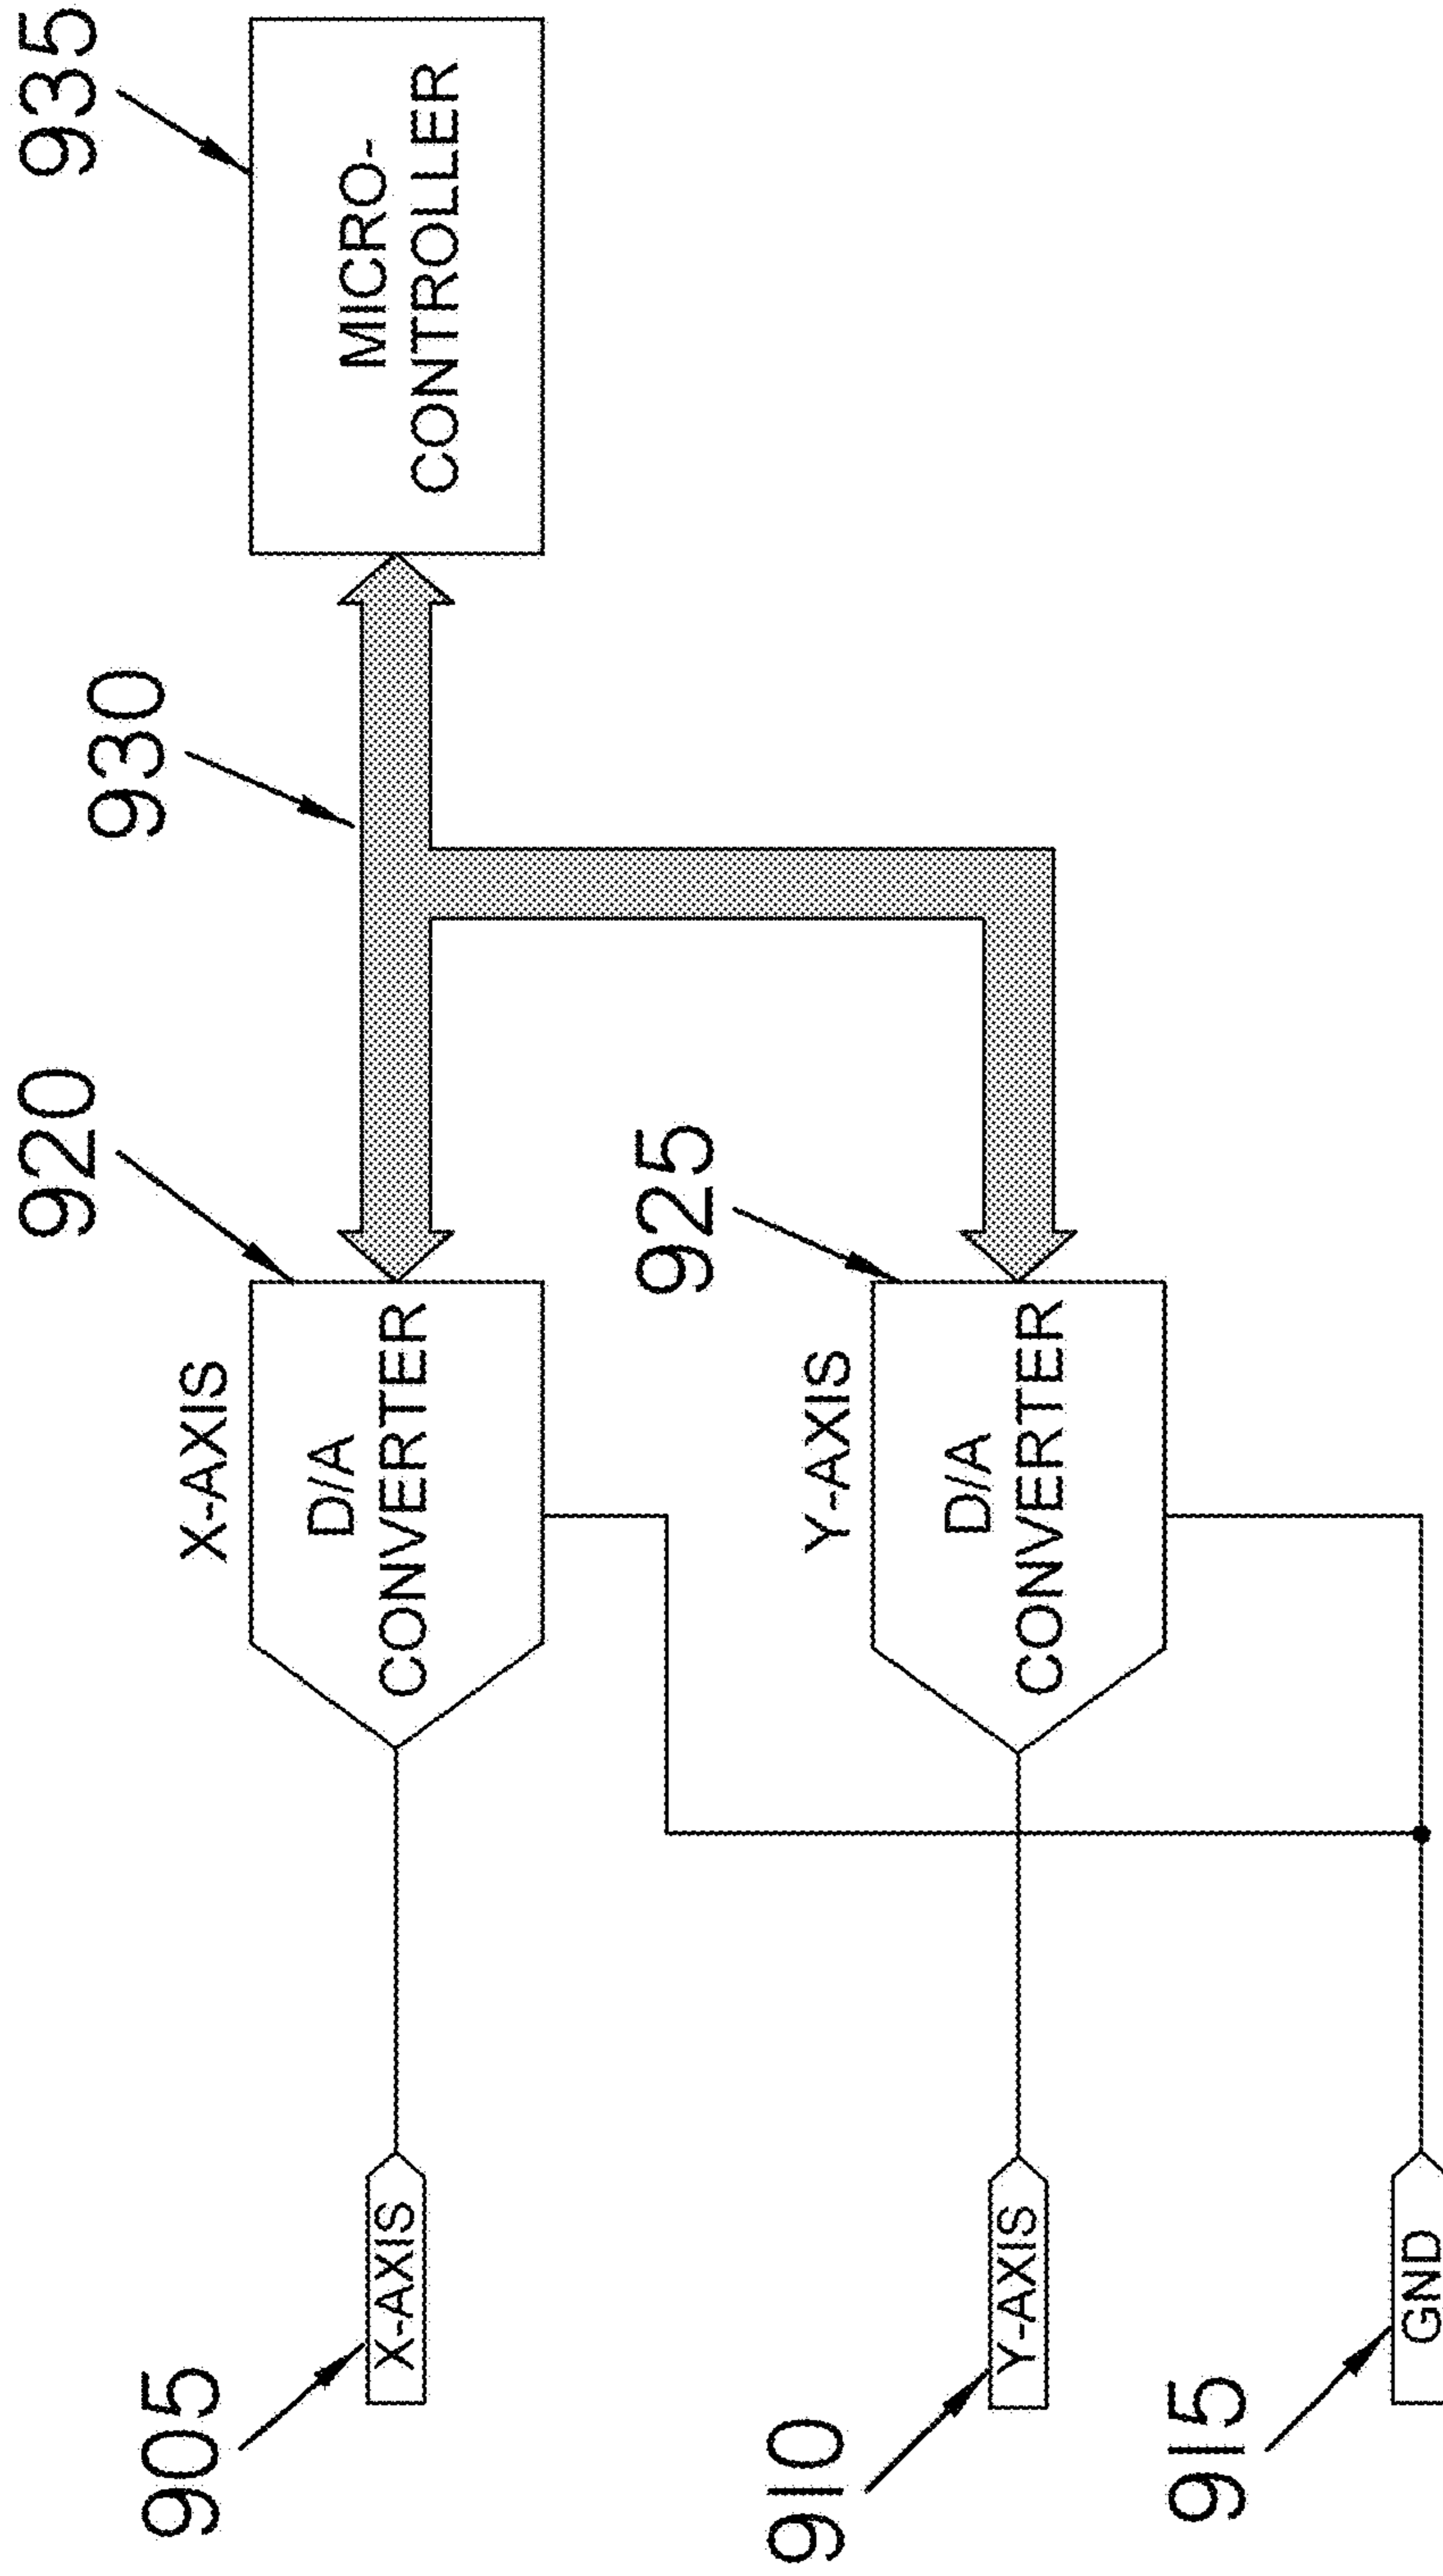 905
X-AXIS
X-AXIS
D/A
CONVERTER
920
930
MICRO-
CONTROLLER
935
910
Y-AXIS
Y-AXIS
D/A
CONVERTER
925
915
GND